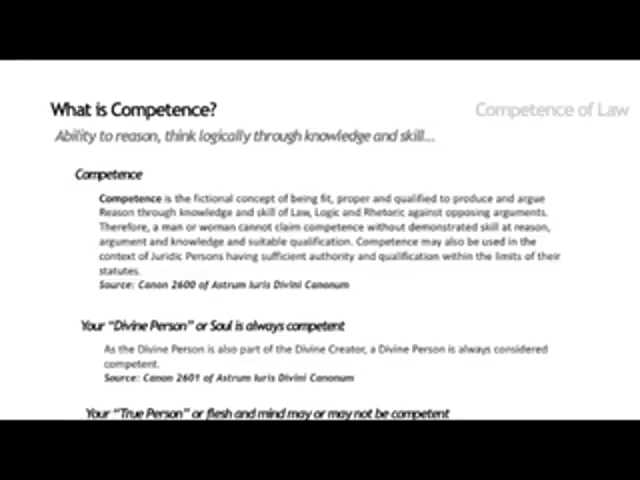 What is Competence?
Competence of Law
Ability to reason, think logically through knowledge and skill...
Competence
Competence is the fictional concept of being fit, proper and qualified to produce and argue
Reason through knowledge and skill of Law, Logic and Rhetoric against opposing arguments.
Therefore, a man or woman cannot claim competence without demonstrated skill at reason,
argument and knowledge and suitable qualification. Competence may also be used in the
context of Juridic Persons having sufficient authority and qualification within the limits of their
statutes.
Source: Canon 2600 of Astrum Iuris Divini Canonum
Your "Divine Person" or Soul is always competent
As the Divine Person is also part of the Divine Creator, a Divine Person is always considered
competent.
Source: Canon 2601 of Astrum Iuris Divini Canonum
Your "True Person" or flesh and mind may or may not be competent